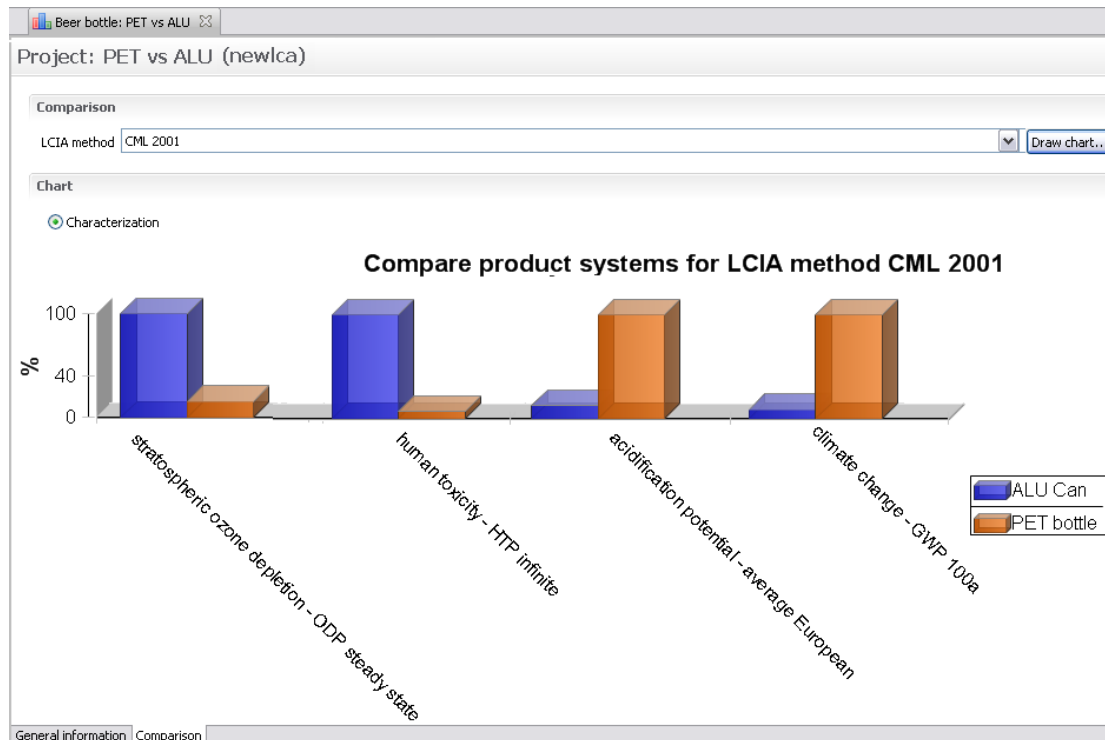 Beer bottle: PET vs ALU
Project: PET vs ALU (newlca)
Comparison
LCIA method CML 2001 Draw chart..
Chart
Characterization
Compare product systems for LCIA method CML 2001
%
100
40
0
stratospheric ozone depletion - ODP steady state
human toxicity - HTP infinite
acidification potential - average European
climate change - GWP 100a
ALU Can
PET bottle
General information Comparison